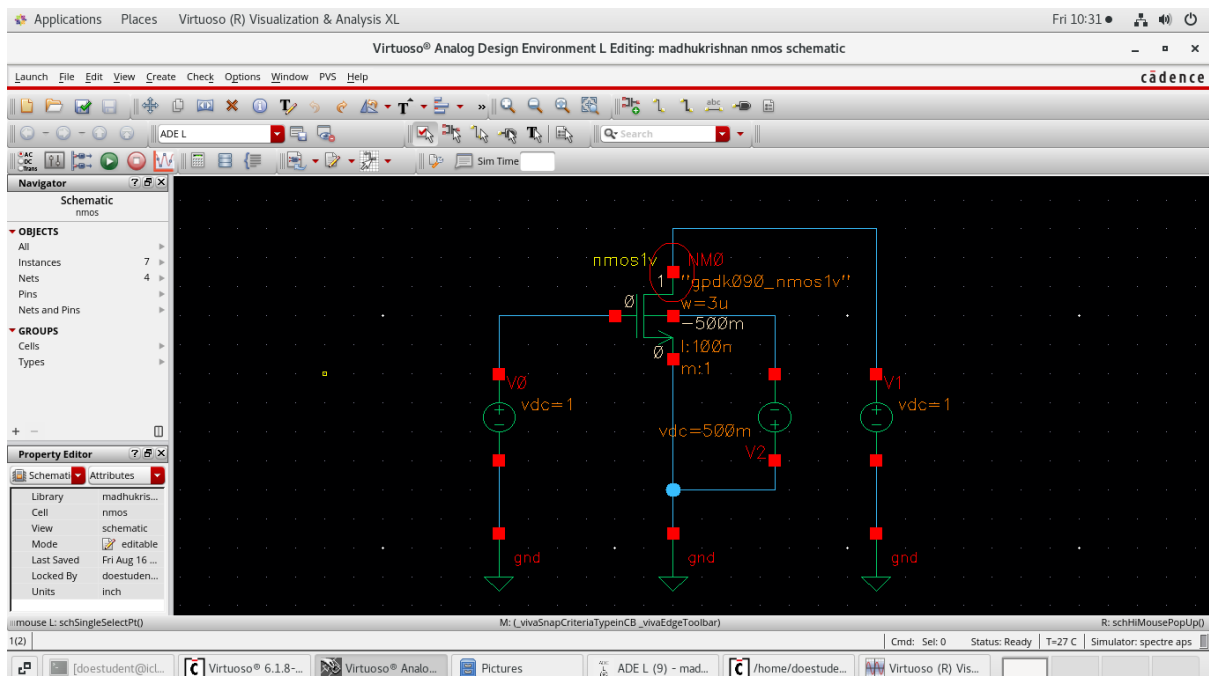 Applications Places Virtuoso (R) Visualization & Analysis XL Fri 10:31
Virtuoso® Analog Design Environment L Editing: madhukrishnan nmos schematic
Launch File Edit View Create Check Options Window PVS Help cādence
T T abc
ADE L Search
AC DC Trans Sim Time
Navigator
Schematic
nmos
OBJECTS
All
Instances 7
Nets 4
Pins
Nets and Pins
GROUPS
Cells
Types
Property Editor
Schemati Attributes
Library madhukris...
Cell nmos
View schematic
Mode editable
Last Saved Fri Aug 16 ...
Locked By doestuden...
Units inch
nmos1v NM0
1 "gpdk090_nmos1v"
0 w=3u
-500m
0 l:100n
m:1
V0 V1
vdc=1 vdc=1
vdc=500m
V2
gnd gnd gnd
mouse L: schSingleSelectPt() M: (_vivaSnapCriteriaTypeinCB _vivaEdgeToolbar) R: schHiMousePopUp()
1(2) Cmd: Sel: 0 Status: Ready T=27 C Simulator: spectre aps
[doestudent@icl... Virtuoso® 6.1.8-... Virtuoso® Analo... Pictures ADE L (9) - mad... /home/doestude... Virtuoso (R) Vis...